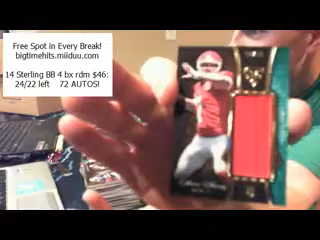 Free Spot in Every Break!
bigtimehits.miiduu.com
14 Sterling BB 4 bx rdm $46:
24/22 left    72 AUTOS!